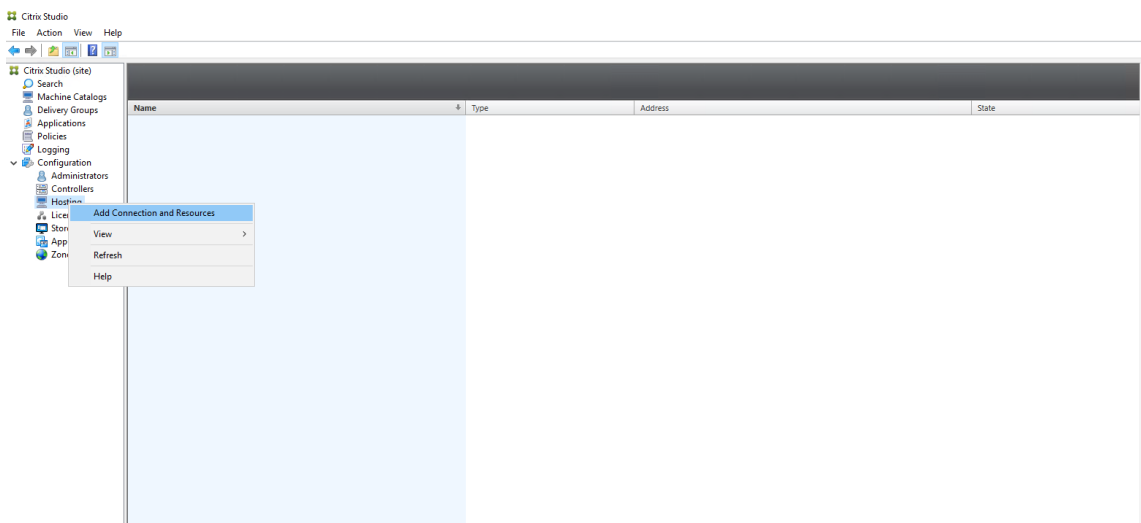 Citrix Studio
File Action View Help
Citrix Studio (site)
Search
Machine Catalogs
Delivery Groups
Applications
Policies
Logging
Configuration
Administrators
Controllers
Hosting
Name Type Address State
Add Connection and Resources
View
Refresh
Help